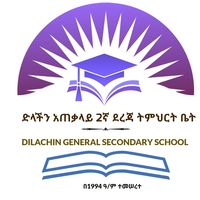 ድላችን አጠቃላይ 2ኛ ደረጃ ትምህርት ቤት
DILACHIN GENERAL SECONDARY SCHOOL
በ1994 ዓ/ም ተመሠረተ